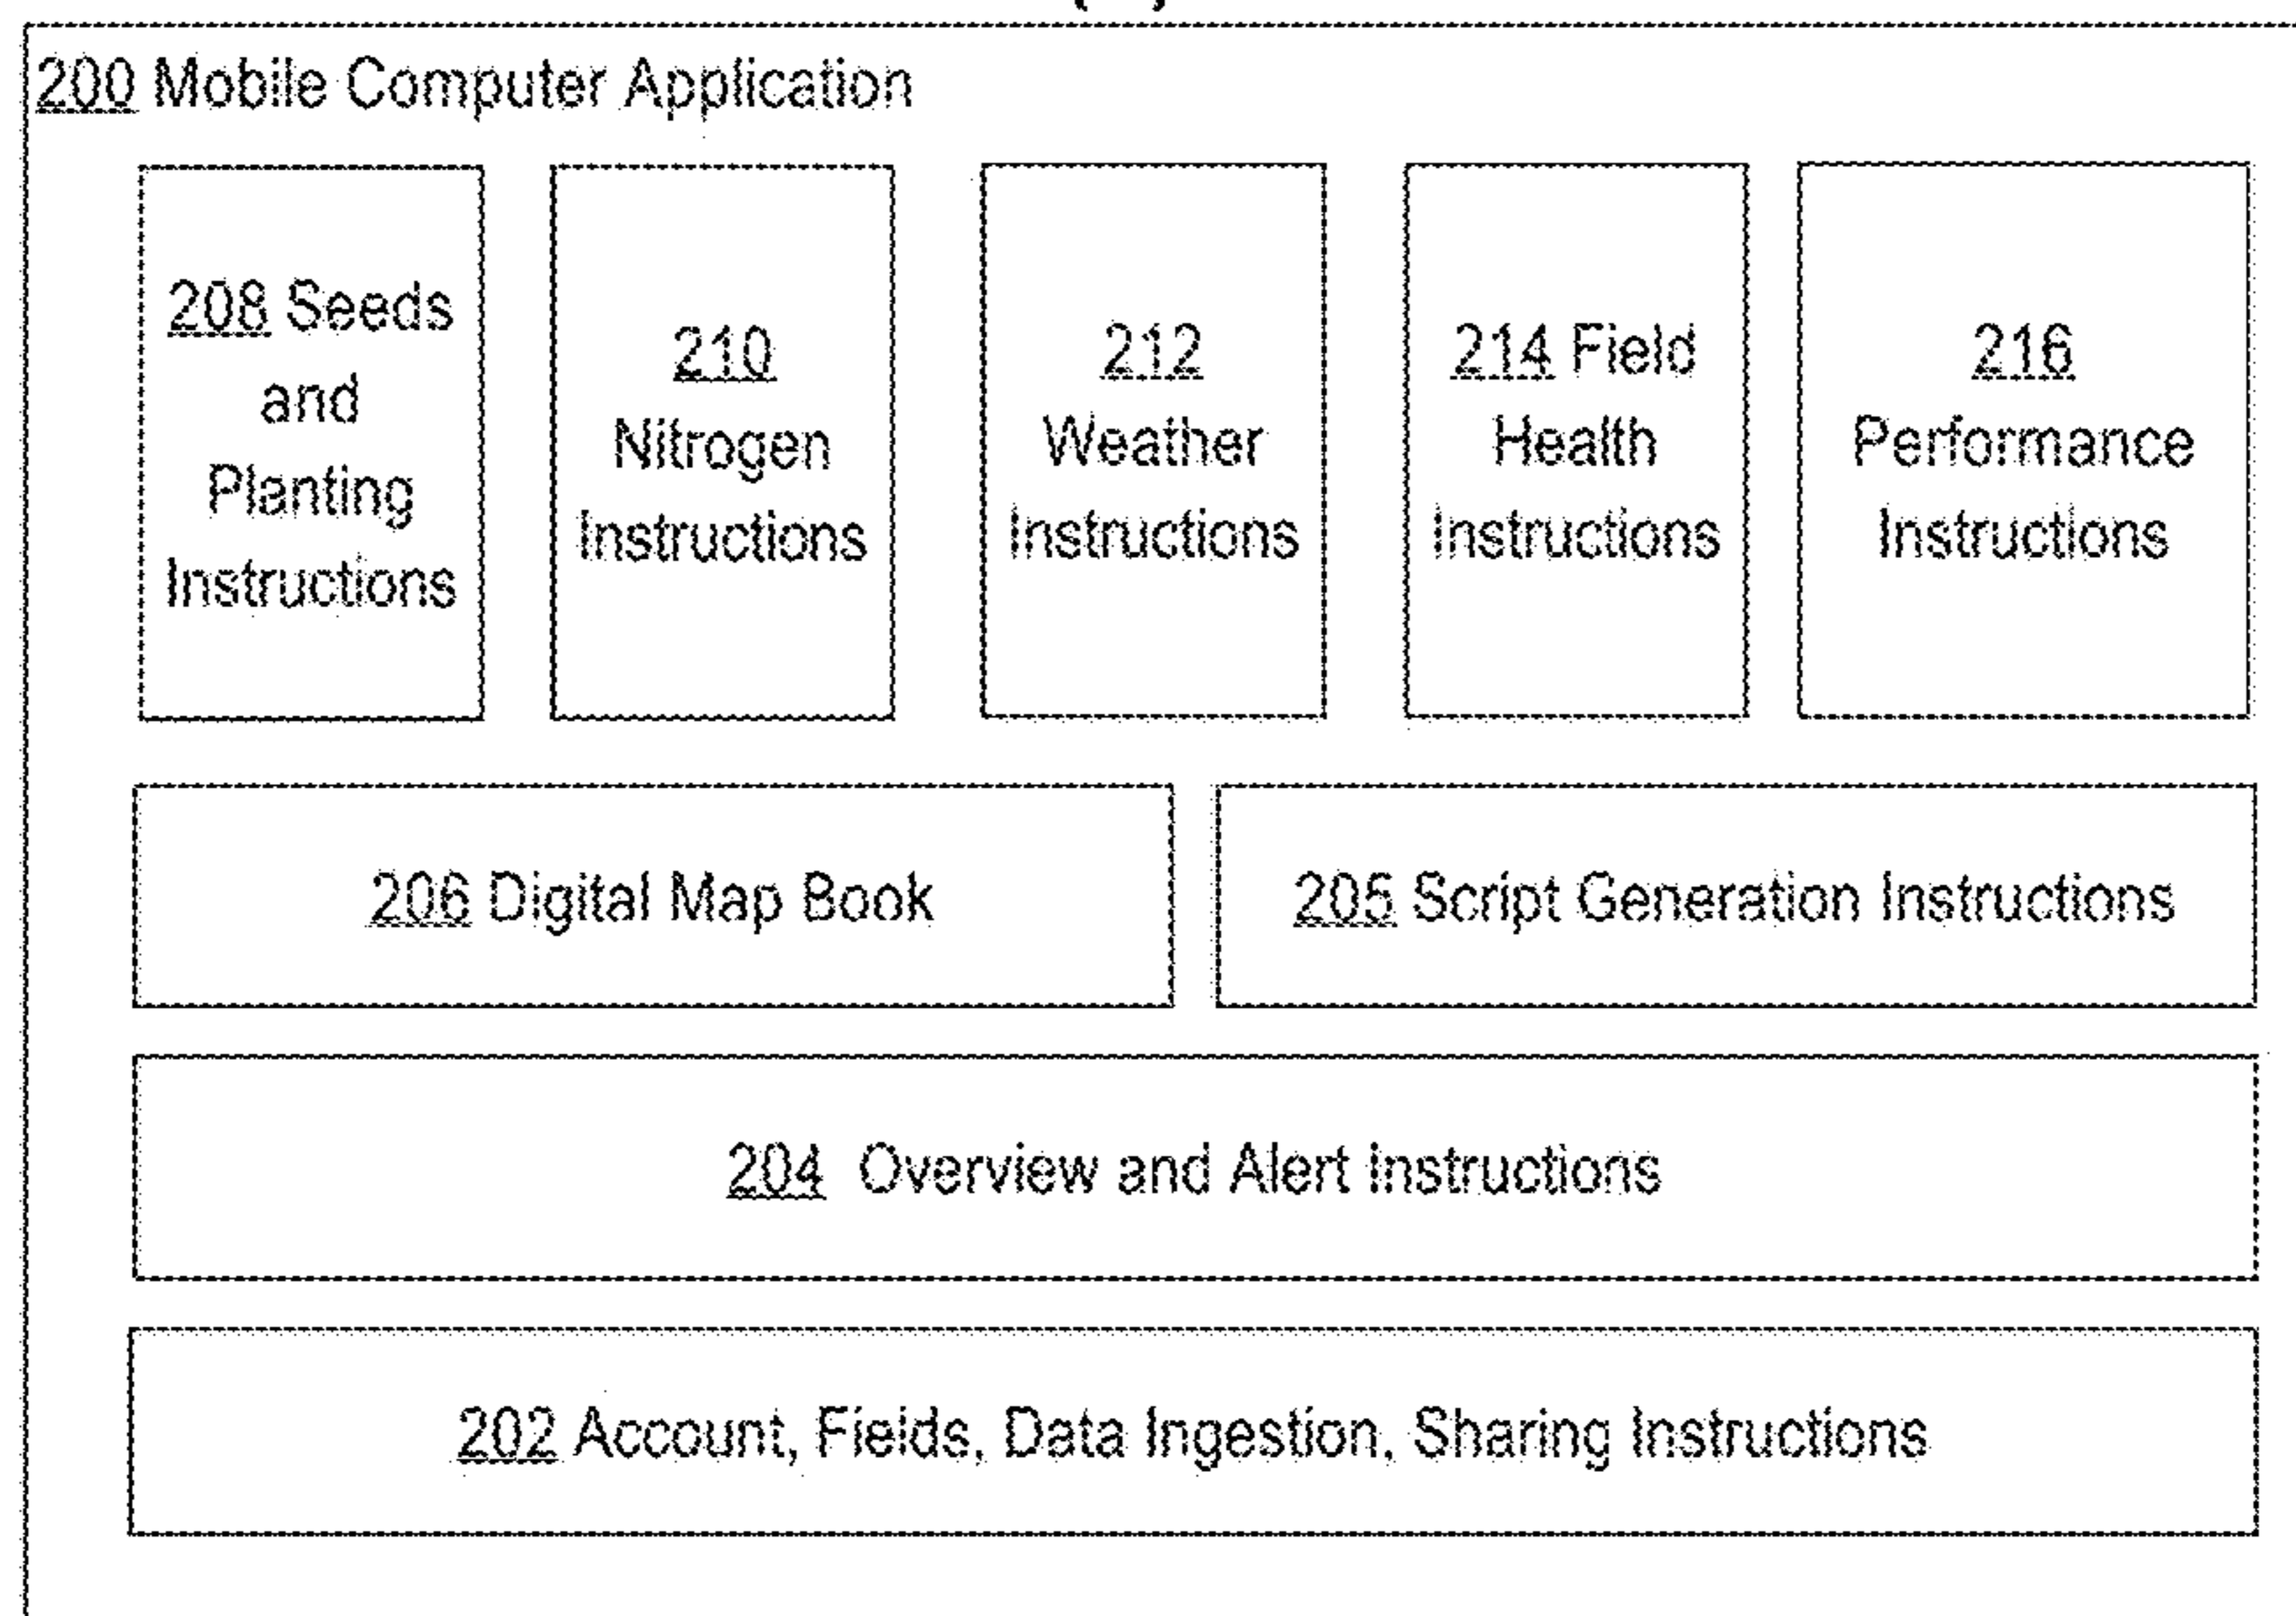 200 Mobile Computer Application
208 Seeds
and
Planting
Instructions
210
Nitrogen
Instructions
212
Weather
Instructions
214 Field
Health
Instructions
216
Performance
Instructions
206 Digital Map Book
205 Script Generation Instructions
204 Overview and Alert Instructions
202 Account, Fields, Data Ingestion, Sharing Instructions